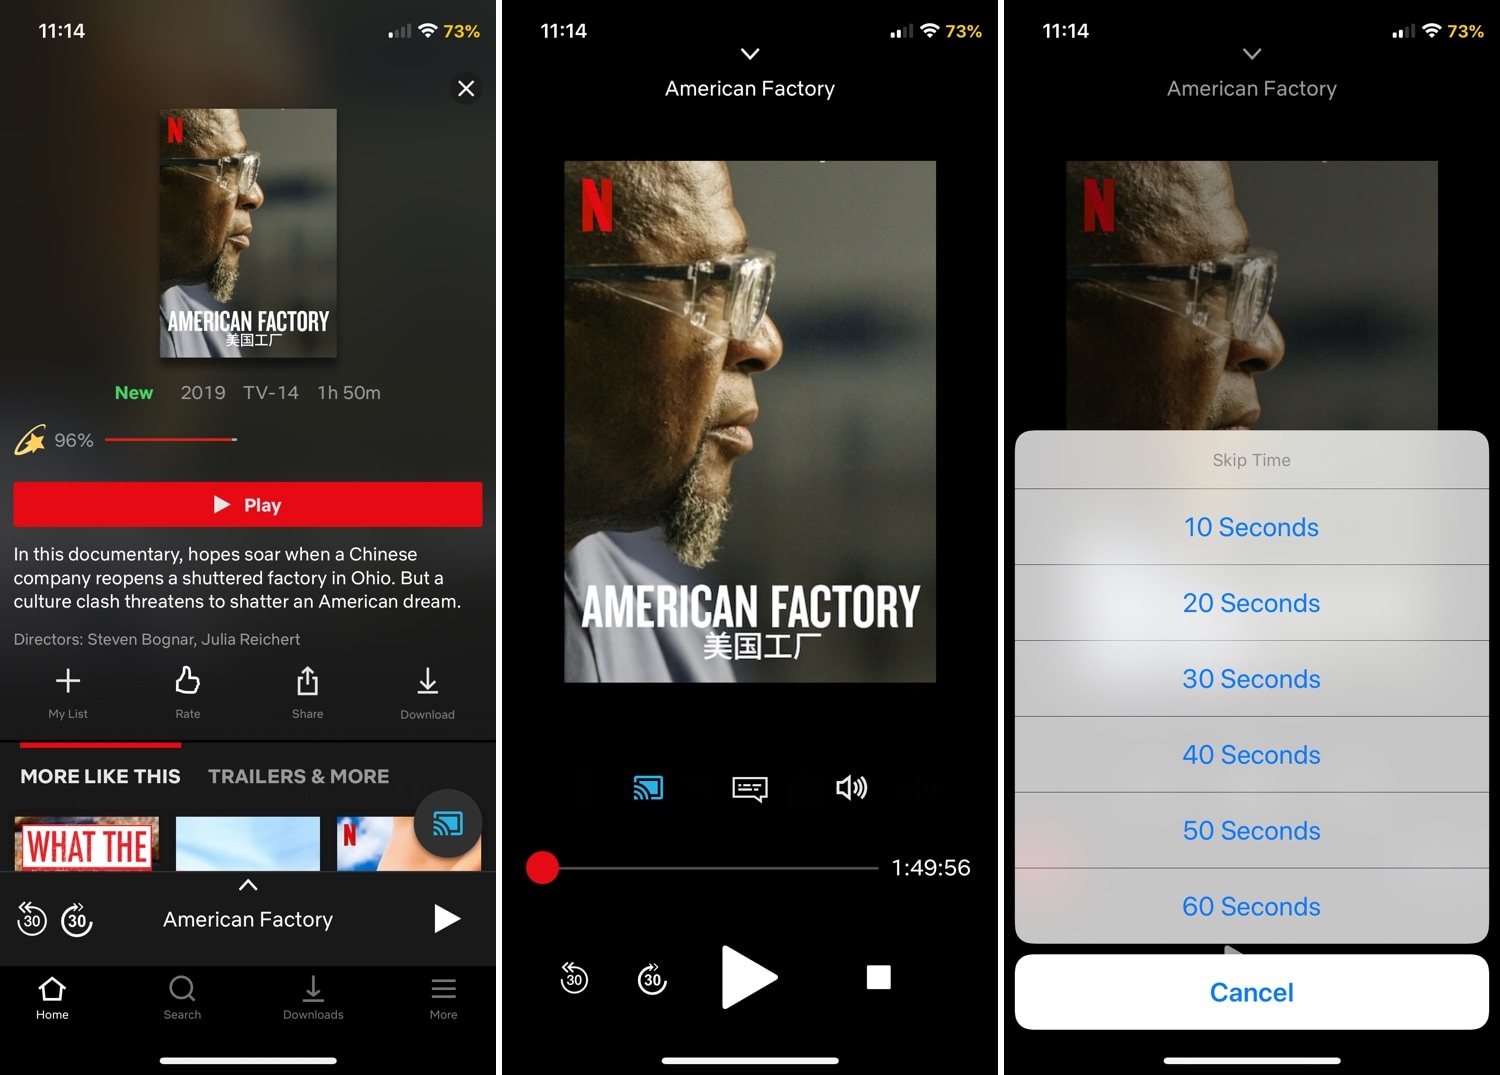 11:14
73%
N
AMERICAN FACTORY
美国工厂
New 2019 TV-14 1h 50m
96%
Play
In this documentary, hopes soar when a Chinese
company reopens a shuttered factory in Ohio. But a
culture clash threatens to shatter an American dream.
Directors: Steven Bognar, Julia Reichert
My List Rate Share Download
MORE LIKE THIS TRAILERS & MORE
WHAT THE
N
30 30 American Factory
Home Search Downloads More
11:14
73%
American Factory
N
AMERICAN FACTORY
美国工厂
1:49:56
30 30
11:14
73%
American Factory
N
Skip Time
10 Seconds
20 Seconds
30 Seconds
40 Seconds
50 Seconds
60 Seconds
Cancel